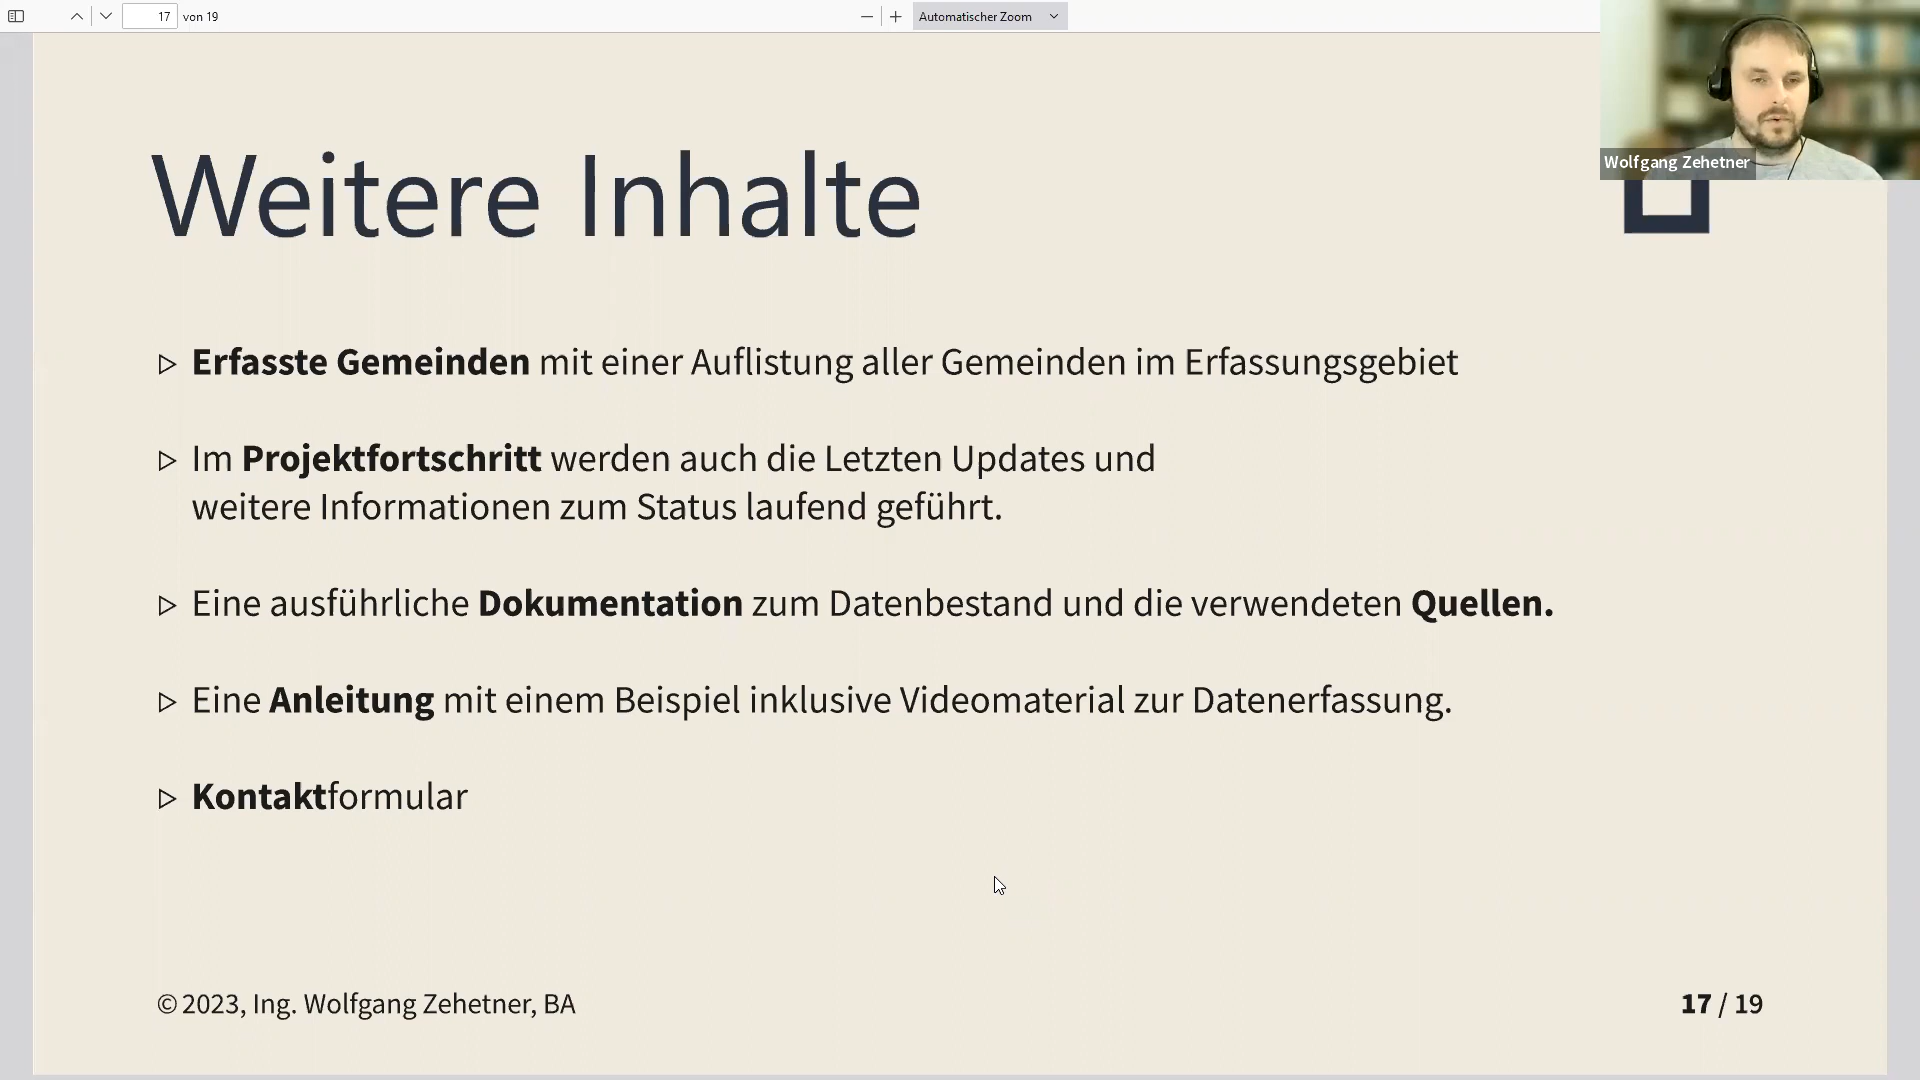 17 von 19 Automatischer Zoom
Wolfgang Zehetner
Weitere Inhalte
Erfasste Gemeinden mit einer Auflistung aller Gemeinden im Erfassungsgebiet
Im Projektfortschritt werden auch die Letzten Updates und
weitere Informationen zum Status laufend geführt.
Eine ausführliche Dokumentation zum Datenbestand und die verwendeten Quellen.
Eine Anleitung mit einem Beispiel inklusive Videomaterial zur Datenerfassung.
Kontaktformular
© 2023, Ing. Wolfgang Zehetner, BA
17 / 19